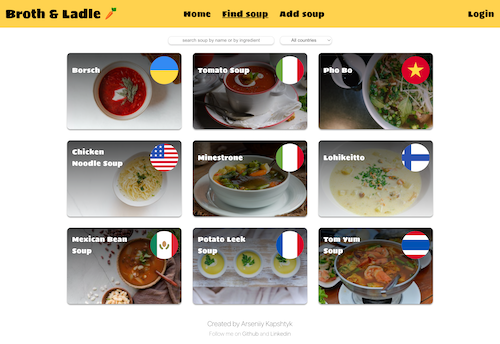 Broth & Ladle
Home
Find soup
Add soup
Login
search soup by name or by ingredient
All countries
Borsch
Tomato Soup
Pho Bo
Chicken
Noodle Soup
Minestrone
Lohikeitto
Mexican Bean
Soup
Potato Leek
Soup
Tom Yum
Soup
Created by Arseniy Kapshtyk
Follow me on Github and Linkedin